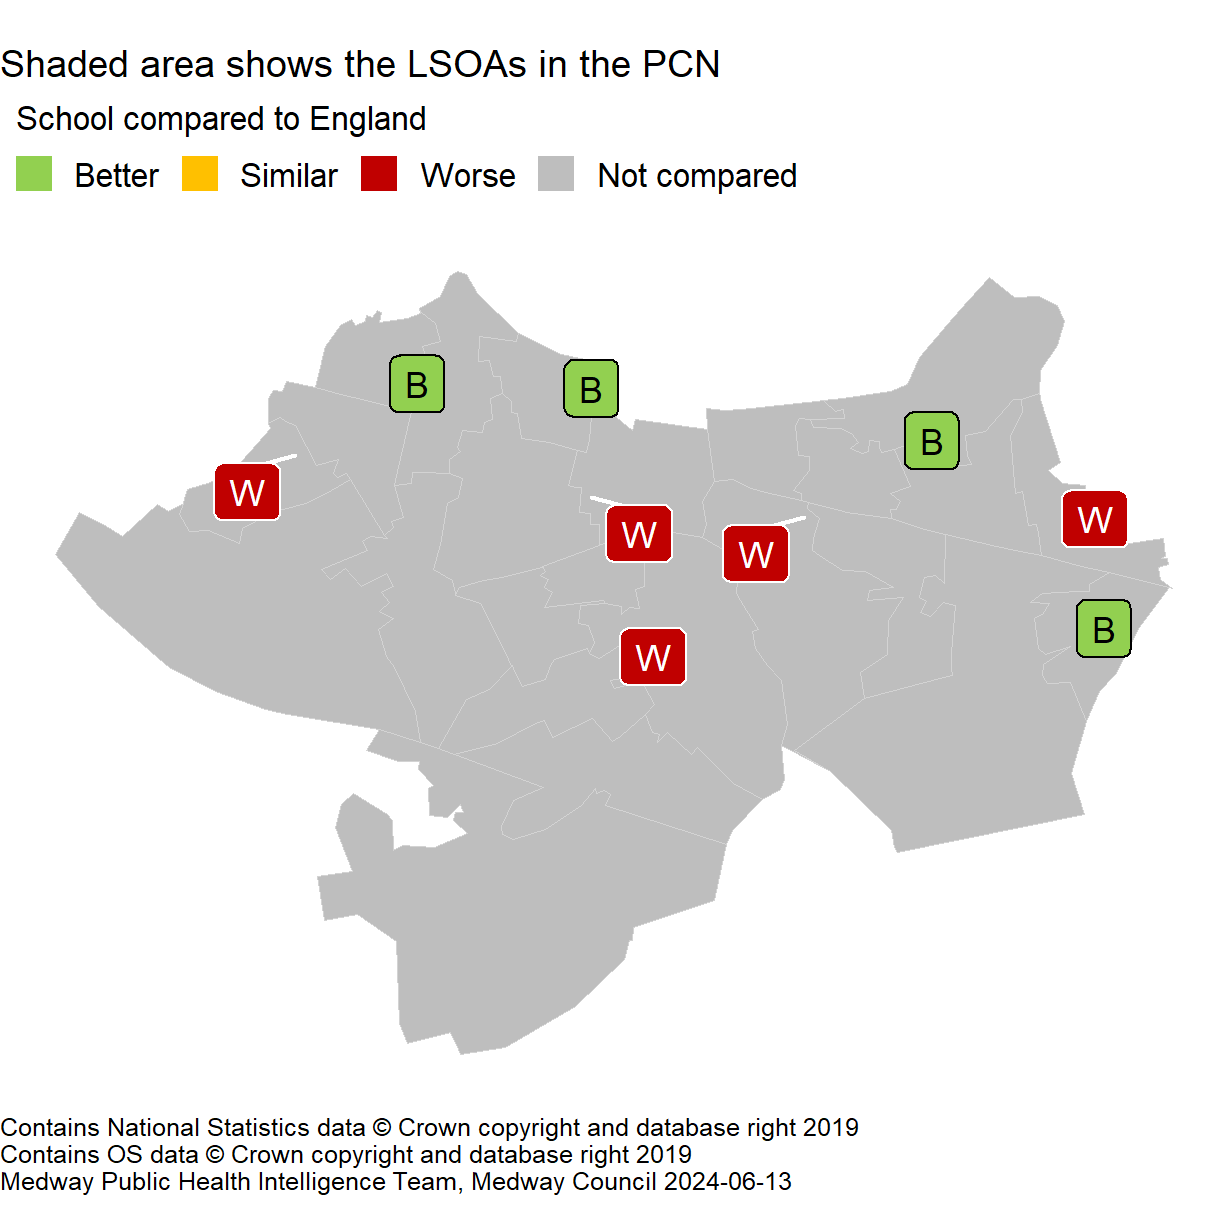 Shaded area shows the LSOAs in the PCN
School compared to England
Better Similar Worse Not compared
B
B
B
W
W
W
W
B
W
Contains National Statistics data © Crown copyright and database right 2019
Contains OS data © Crown copyright and database right 2019
Medway Public Health Intelligence Team, Medway Council 2024-06-13